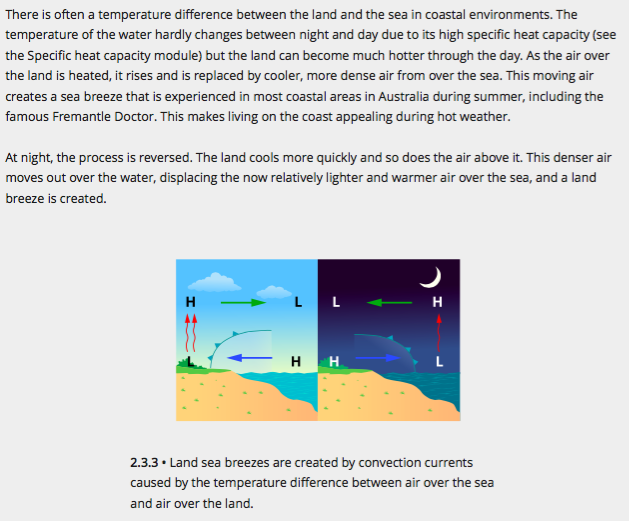 There is often a temperature difference between the land and the sea in coastal environments. The
temperature of the water hardly changes between night and day due to its high specific heat capacity (see
the Specific heat capacity module) but the land can become much hotter through the day. As the air over
the land is heated, it rises and is replaced by cooler, more dense air from over the sea. This moving air
creates a sea breeze that is experienced in most coastal areas in Australia during summer, including the
famous Fremantle Doctor. This makes living on the coast appealing during hot weather.
At night, the process is reversed. The land cools more quickly and so does the air above it. This denser air
moves out over the water, displacing the now relatively lighter and warmer air over the sea, and a land
breeze is created.
H L L H
L H H L
2.3.3 • Land sea breezes are created by convection currents
caused by the temperature difference between air over the sea
and air over the land.